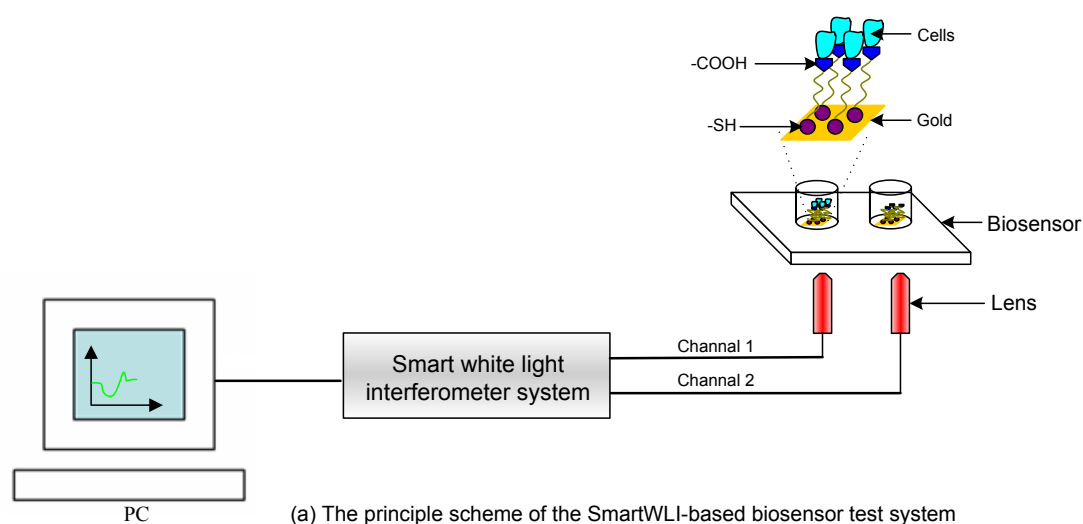 Cells
-COOH
Gold
-SH
Biosensor
Lens
Channal 1
Smart white light
interferometer system
Channal 2
PC
(a) The principle scheme of the SmartWLI-based biosensor test system